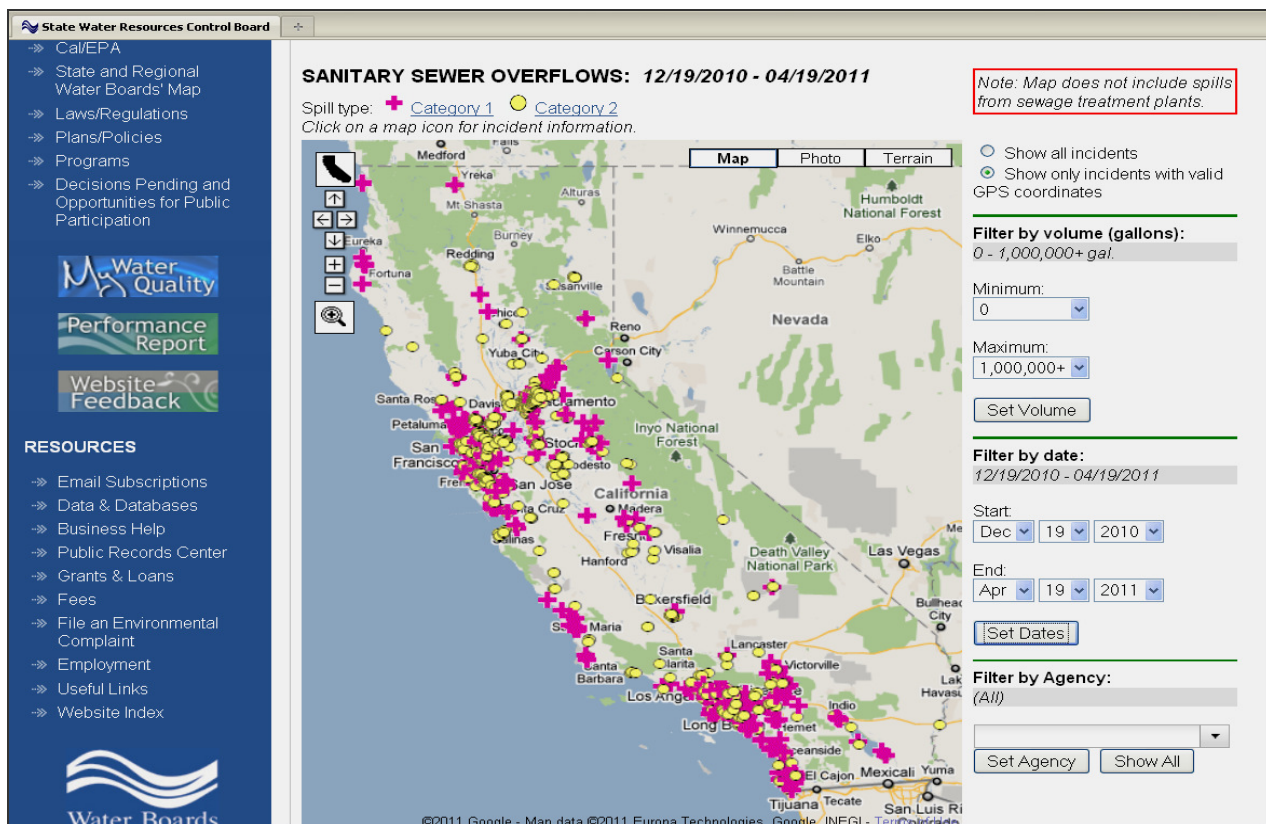 State Water Resources Control Board
Cal/EPA
State and Regional
Water Boards' Map
Laws/Regulations
Plans/Policies
Programs
Decisions Pending and
Opportunities for Public
Participation
My Water
Quality
Performance
Report
Website
Feedback
RESOURCES
Email Subscriptions
Data & Databases
Business Help
Public Records Center
Grants & Loans
Fees
File an Environmental
Complaint
Employment
Useful Links
Website Index
Water Boards
SANITARY SEWER OVERFLOWS: 12/19/2010 - 04/19/2011
Spill type: Category 1 Category 2
Click on a map icon for incident information.
Map Photo Terrain
Medford
Yreka
Mt Shasta
Alturas
Humboldt
National Forest
Winnemucca
Elko
Eureka
Burney
Redding
Fortuna
Battle
Mountain
Susanville
Reno
Nevada
Carson City
Yuba City
Santa Ros
Davis
Sacramento
Petaluma
Inyo National
Forest
San
Francisco
San Jose
California
Madera
Salinas
Visalia
Hanford
Death Valley
National Park
Las Vegas
Bakersfield
Bullhead
City
Maria
Lancaster
Santa
Clarita
Victorville
Santa
Barbara
Lak
Havasu
Los Ang
Indio
Long B
Hemet
Oceanside
El Cajon
Mexicali
Yuma
Tijuana
Tecate
San Luis Ri
©2011 Google - Map data ©2011 Europa Technologies, Google, INEGI -
Note: Map does not include spills
from sewage treatment plants.
Show all incidents
Show only incidents with valid
GPS coordinates
Filter by volume (gallons):
0 - 1,000,000+ gal.
Minimum:
0
Maximum:
1,000,000+
Set Volume
Filter by date:
12/19/2010 - 04/19/2011
Start:
Dec 19 2010
End:
Apr 19 2011
Set Dates
Filter by Agency:
(All)
Set Agency Show All